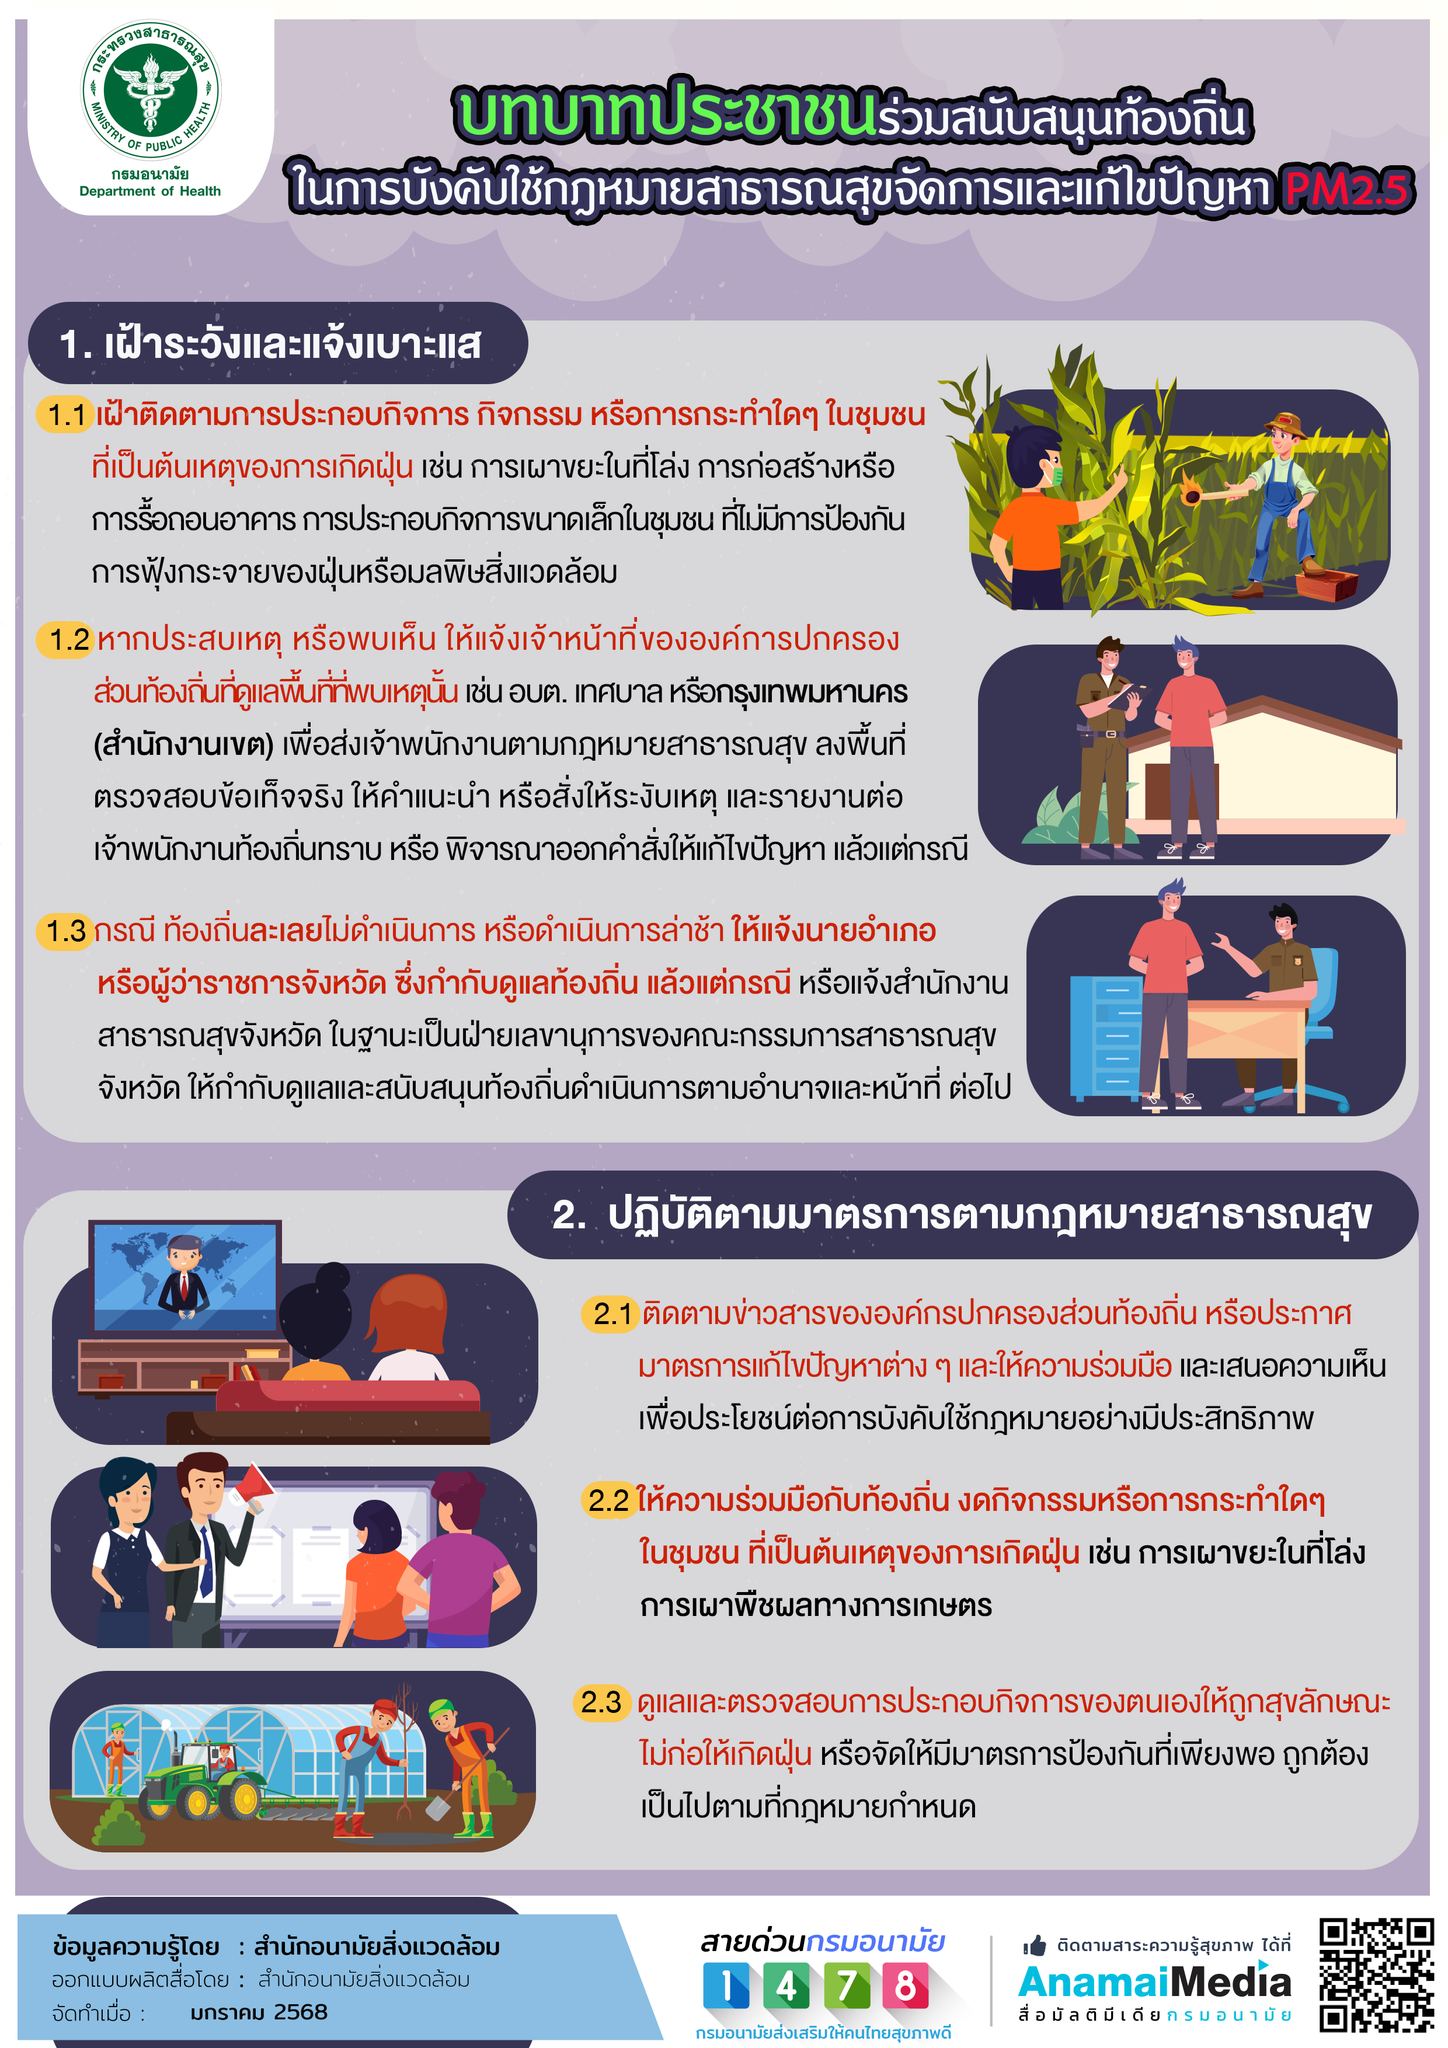 กระทรวงสาธารณสุข
MINISTRY OF PUBLIC HEALTH
กรมอนามัย
Department of Health
บทบาทประชาชนร่วมสนับสนุนท้องถิ่น
ในการบังคับใช้กฎหมายสาธารณสุขจัดการและแก้ไขปัญหา PM2.5
1. เฝ้าระวังและแจ้งเบาะแส
1.1 เฝ้าติดตามการประกอบกิจการ กิจกรรม หรือการกระทำใดๆ ในชุมชน
ที่เป็นต้นเหตุของการเกิดฝุ่น เช่น การเผาขยะในที่โล่ง การก่อสร้างหรือ
การรื้อถอนอาคาร การประกอบกิจการขนาดเล็กในชุมชน ที่ไม่มีการป้องกัน
การฟุ้งกระจายของฝุ่นหรือมลพิษสิ่งแวดล้อม
1.2 หากประสบเหตุ หรือพบเห็น ให้แจ้งเจ้าหน้าที่ขององค์การปกครอง
ส่วนท้องถิ่นที่ดูแลพื้นที่ที่พบเหตุนั้น เช่น อบต. เทศบาล หรือกรุงเทพมหานคร
(สำนักงานเขต) เพื่อส่งเจ้าพนักงานตามกฎหมายสาธารณสุข ลงพื้นที่
ตรวจสอบข้อเท็จจริง ให้คำแนะนำ หรือสั่งให้ระงับเหตุ และรายงานต่อ
เจ้าพนักงานท้องถิ่นทราบ หรือ พิจารณาออกคำสั่งให้แก้ไขปัญหา แล้วแต่กรณี
1.3 กรณี ท้องถิ่นละเลยไม่ดำเนินการ หรือดำเนินการล่าช้า ให้แจ้งนายอำเภอ
หรือผู้ว่าราชการจังหวัด ซึ่งกำกับดูแลท้องถิ่น แล้วแต่กรณี หรือแจ้งสำนักงาน
สาธารณสุขจังหวัด ในฐานะเป็นฝ่ายเลขานุการของคณะกรรมการสาธารณสุข
จังหวัด ให้กำกับดูแลและสนับสนุนท้องถิ่นดำเนินการตามอำนาจและหน้าที่ ต่อไป
2. ปฏิบัติตามมาตรการตามกฎหมายสาธารณสุข
2.1 ติดตามข่าวสารขององค์กรปกครองส่วนท้องถิ่น หรือประกาศ
มาตรการแก้ไขปัญหาต่าง ๆ และให้ความร่วมมือ และเสนอความเห็น
เพื่อประโยชน์ต่อการบังคับใช้กฎหมายอย่างมีประสิทธิภาพ
2.2 ให้ความร่วมมือกับท้องถิ่น งดกิจกรรมหรือการกระทำใดๆ
ในชุมชน ที่เป็นต้นเหตุของการเกิดฝุ่น เช่น การเผาขยะในที่โล่ง
การเผาพืชผลทางการเกษตร
2.3 ดูแลและตรวจสอบการประกอบกิจการของตนเองให้ถูกสุขลักษณะ
ไม่ก่อให้เกิดฝุ่น หรือจัดให้มีมาตรการป้องกันที่เพียงพอ ถูกต้อง
เป็นไปตามที่กฎหมายกำหนด
ข้อมูลความรู้โดย : สำนักอนามัยสิ่งแวดล้อม
ออกแบบผลิตสื่อโดย : สำนักอนามัยสิ่งแวดล้อม
จัดทำเมื่อ : มกราคม 2568
สายด่วนกรมอนามัย
1 4 7 8
กรมอนามัยส่งเสริมให้คนไทยสุขภาพดี
ติดตามสาระความรู้สุขภาพ ได้ที่
AnamaiMedia
สื่อมัลติมีเดียกรมอนามัย